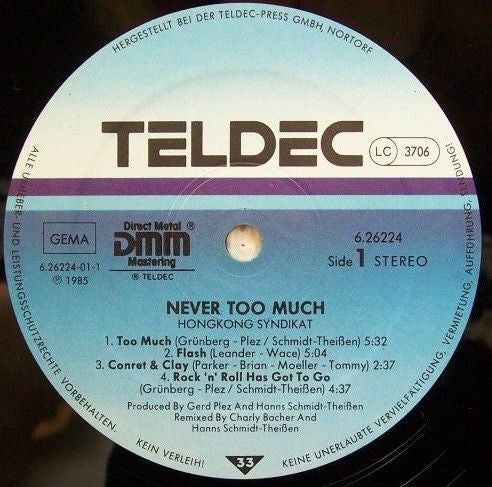 HERGESTELLT BEI DER TELDEC-PRESS GMBH, NORTORF
TELDEC
LC 3706
GEMA
6.26224-01-1
℗ 1985
Direct Metal ®
DMM
Mastering
® TELDEC
6.26224
Side 1 STEREO
NEVER TOO MUCH
HONGKONG SYNDIKAT
1. Too Much (Grünberg - Plez / Schmidt-Theißen) 5:32
2. Flash (Leander - Wace) 5:04
3. Conret & Clay (Parker - Brian - Moeller - Tommy) 2:37
4. Rock 'n' Roll Has Got To Go
(Grünberg - Plez / Schmidt-Theißen) 4:37
Produced By Gerd Plez And Hanns Schmidt-Theißen
Remixed By Charly Bacher And
Hanns Schmidt-Theißen
33
ALLE URHEBER- UND LEISTUNGSSCHUTZRECHTE VORBEHALTEN.
KEIN VERLEIH!
KEINE UNERLAUBTE VERVIELFÄLTIGUNG, VERMIETUNG, AUFFÜHRUNG, SENDUNG!